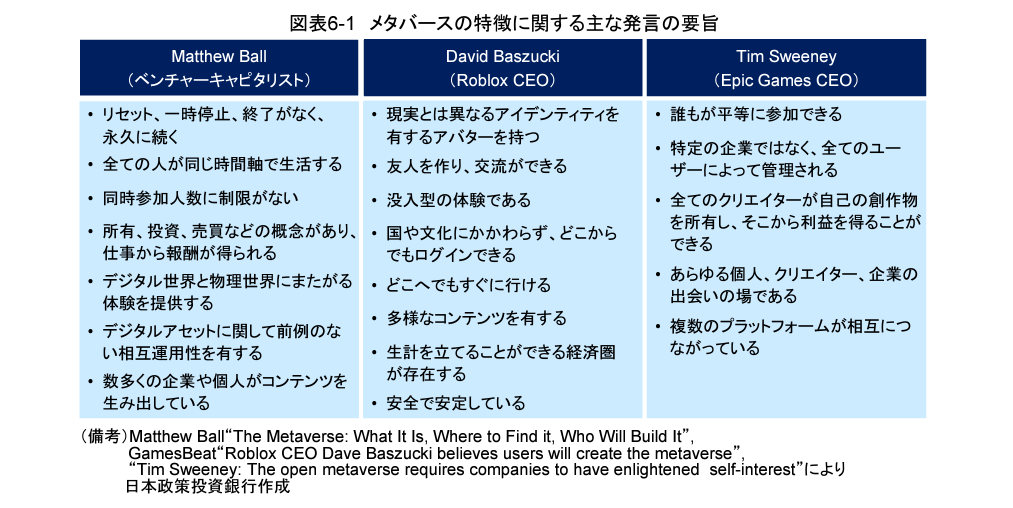 図表6-1 メタバースの特徴に関する主な発言の要旨
Matthew Ball
（ベンチャーキャピタリスト）
• リセット、一時停止、終了がなく、
永久に続く
• 全ての人が同じ時間軸で生活する
• 同時参加人数に制限がない
• 所有、投資、売買などの概念があり、
仕事から報酬が得られる
• デジタル世界と物理世界にまたがる
体験を提供する
• デジタルアセットに関して前例のな
い相互運用性を有する
• 数多くの企業や個人がコンテンツを
生み出している
David Baszucki
（Roblox CEO）
• 現実とは異なるアイデンティティを
有するアバターを持つ
• 友人を作り、交流ができる
• 没入型の体験である
• 国や文化にかかわらず、どこから
でもログインできる
• どこへでもすぐに行ける
• 多様なコンテンツを有する
• 生計を立てることができる経済圏
が存在する
• 安全で安定している
Tim Sweeney
（Epic Games CEO）
• 誰もが平等に参加できる
• 特定の企業ではなく、全てのユー
ザーによって管理される
• 全てのクリエイターが自己の創作物
を所有し、そこから利益を得ることが
できる
• あらゆる個人、クリエイター、企業の
出会いの場である
• 複数のプラットフォームが相互につ
ながっている
（備考）Matthew Ball“The Metaverse: What It Is, Where to Find it, Who Will Build It”,
GamesBeat“Roblox CEO Dave Baszucki believes users will create the metaverse”,
“Tim Sweeney: The open metaverse requires companies to have enlightened self-interest”により
日本政策投資銀行作成